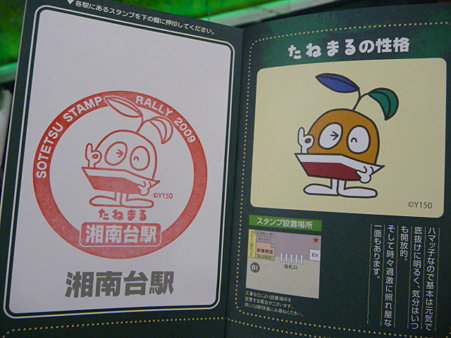 ▼各駅にあるスタンプを下の欄に押印してください。
SOTETSU STAMP RALLY 2009
©Y150
たねまる
湘南台駅
湘南台駅
たねまるの性格
©Y150
ハマッ子なので基本は元気で
底抜けに明るく、気分はいつ
も開放的。
そして時々過激に照れ屋な
一面もあります。
スタンプ設置場所
EV
改札口
B1